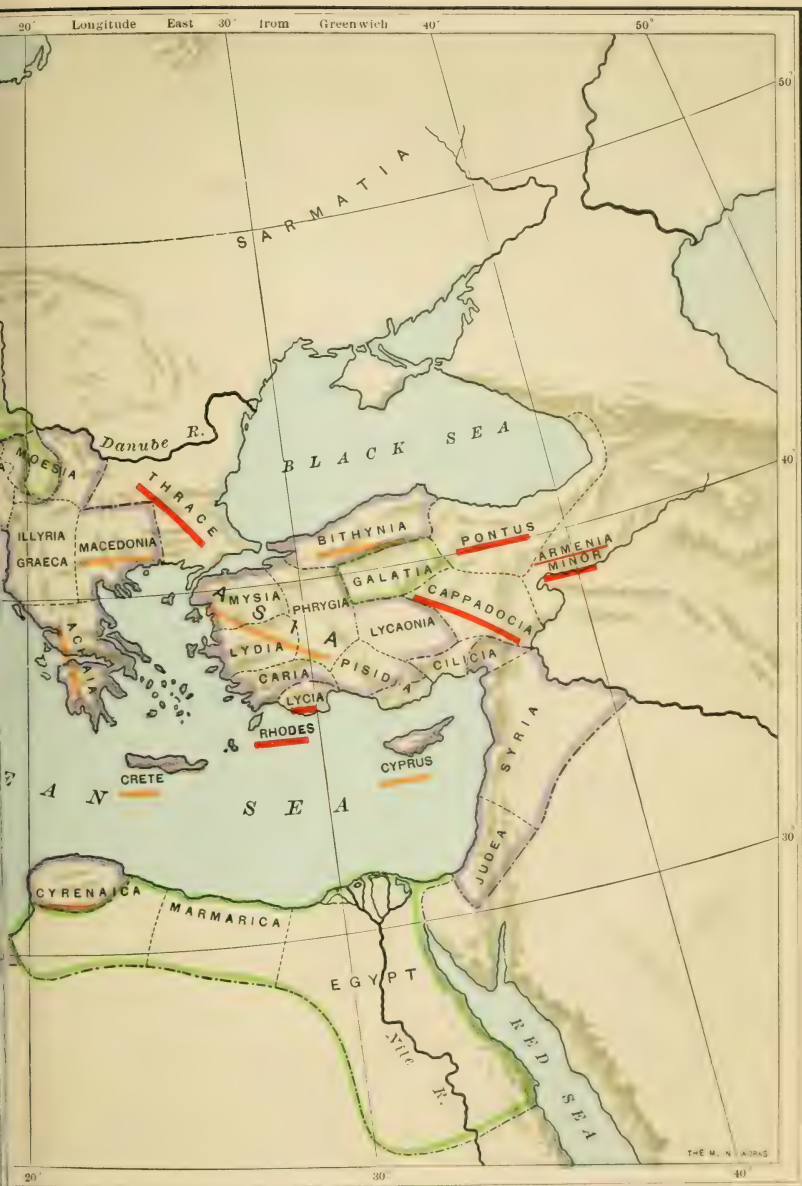 20° Longitude East 30° from Greenwich 40° 50°
50°
SARMATIA
Danube R.
BLACK SEA
40°
MOESIA
THRACE
ILLYRIA
GRAECA
MACEDONIA
BITHYNIA
PONTUS
ARMENIA
MINOR
GALATIA
CAPPADOCIA
ASIA
MYSIA
PHRYGIA
LYCAONIA
LYDIA
PISIDIA
CILICIA
CARIA
LYCIA
ACHAIA
RHODES
SYRIA
CYPRUS
CRETE
AN SEA
JUDEA
30°
CYRENAICA
MARMARICA
EGYPT
Nile R.
RED SEA
20° 30° 40°